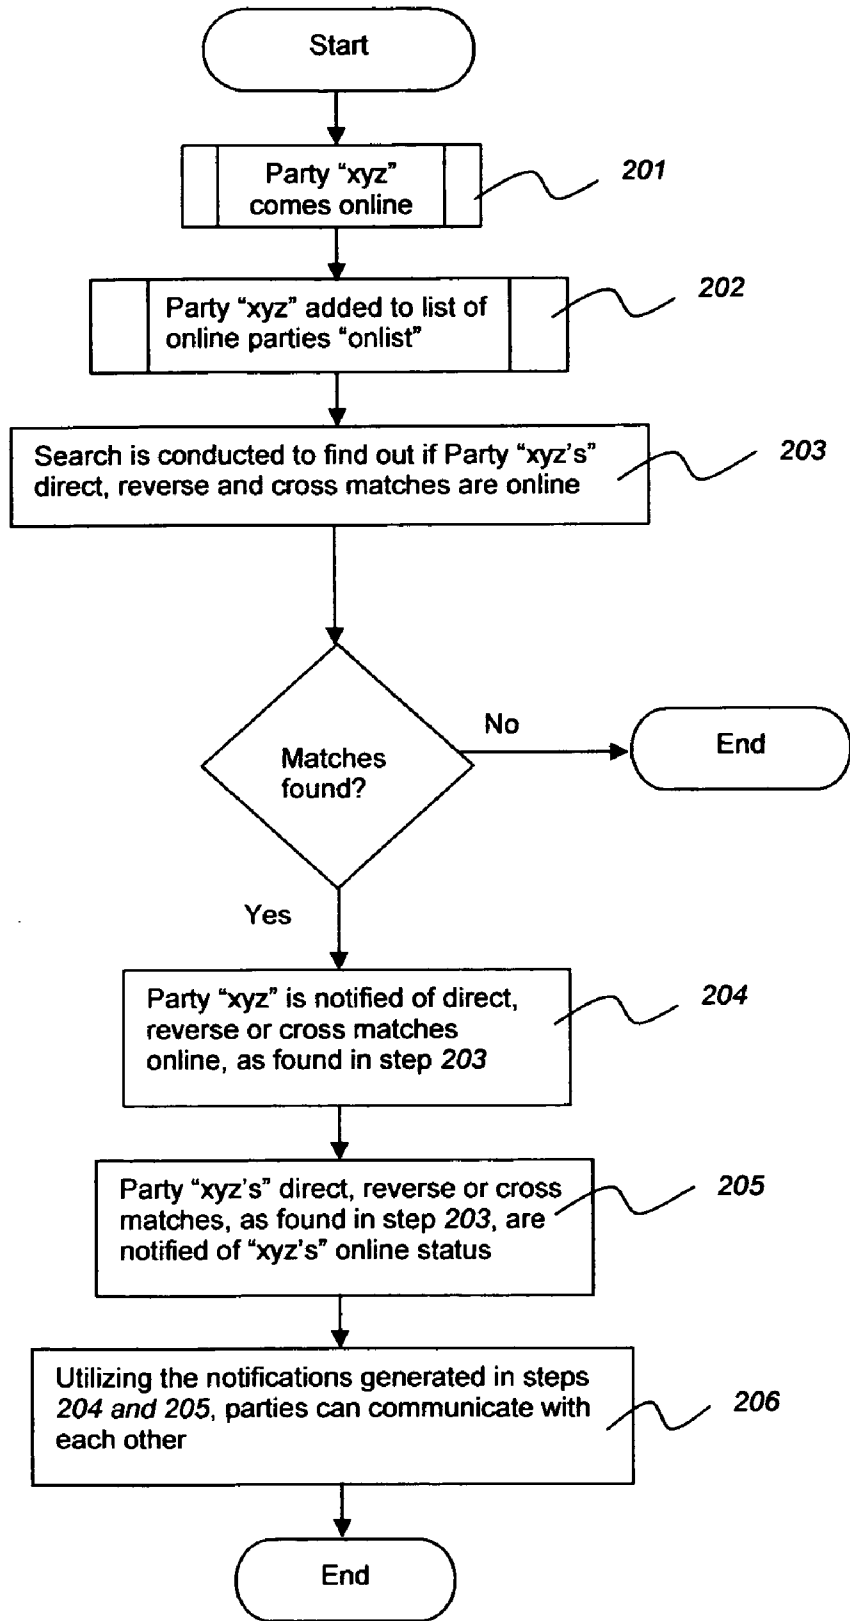 Start
Party “xyz”
comes online
201
Party “xyz” added to list of
online parties “onlist”
202
Search is conducted to find out if Party “xyz’s”
direct, reverse and cross matches are online
203
Matches
found?
No
End
Yes
Party “xyz” is notified of direct,
reverse or cross matches
online, as found in step 203
204
Party “xyz’s” direct, reverse or cross
matches, as found in step 203, are
notified of “xyz’s” online status
205
Utilizing the notifications generated in steps
204 and 205, parties can communicate with
each other
206
End